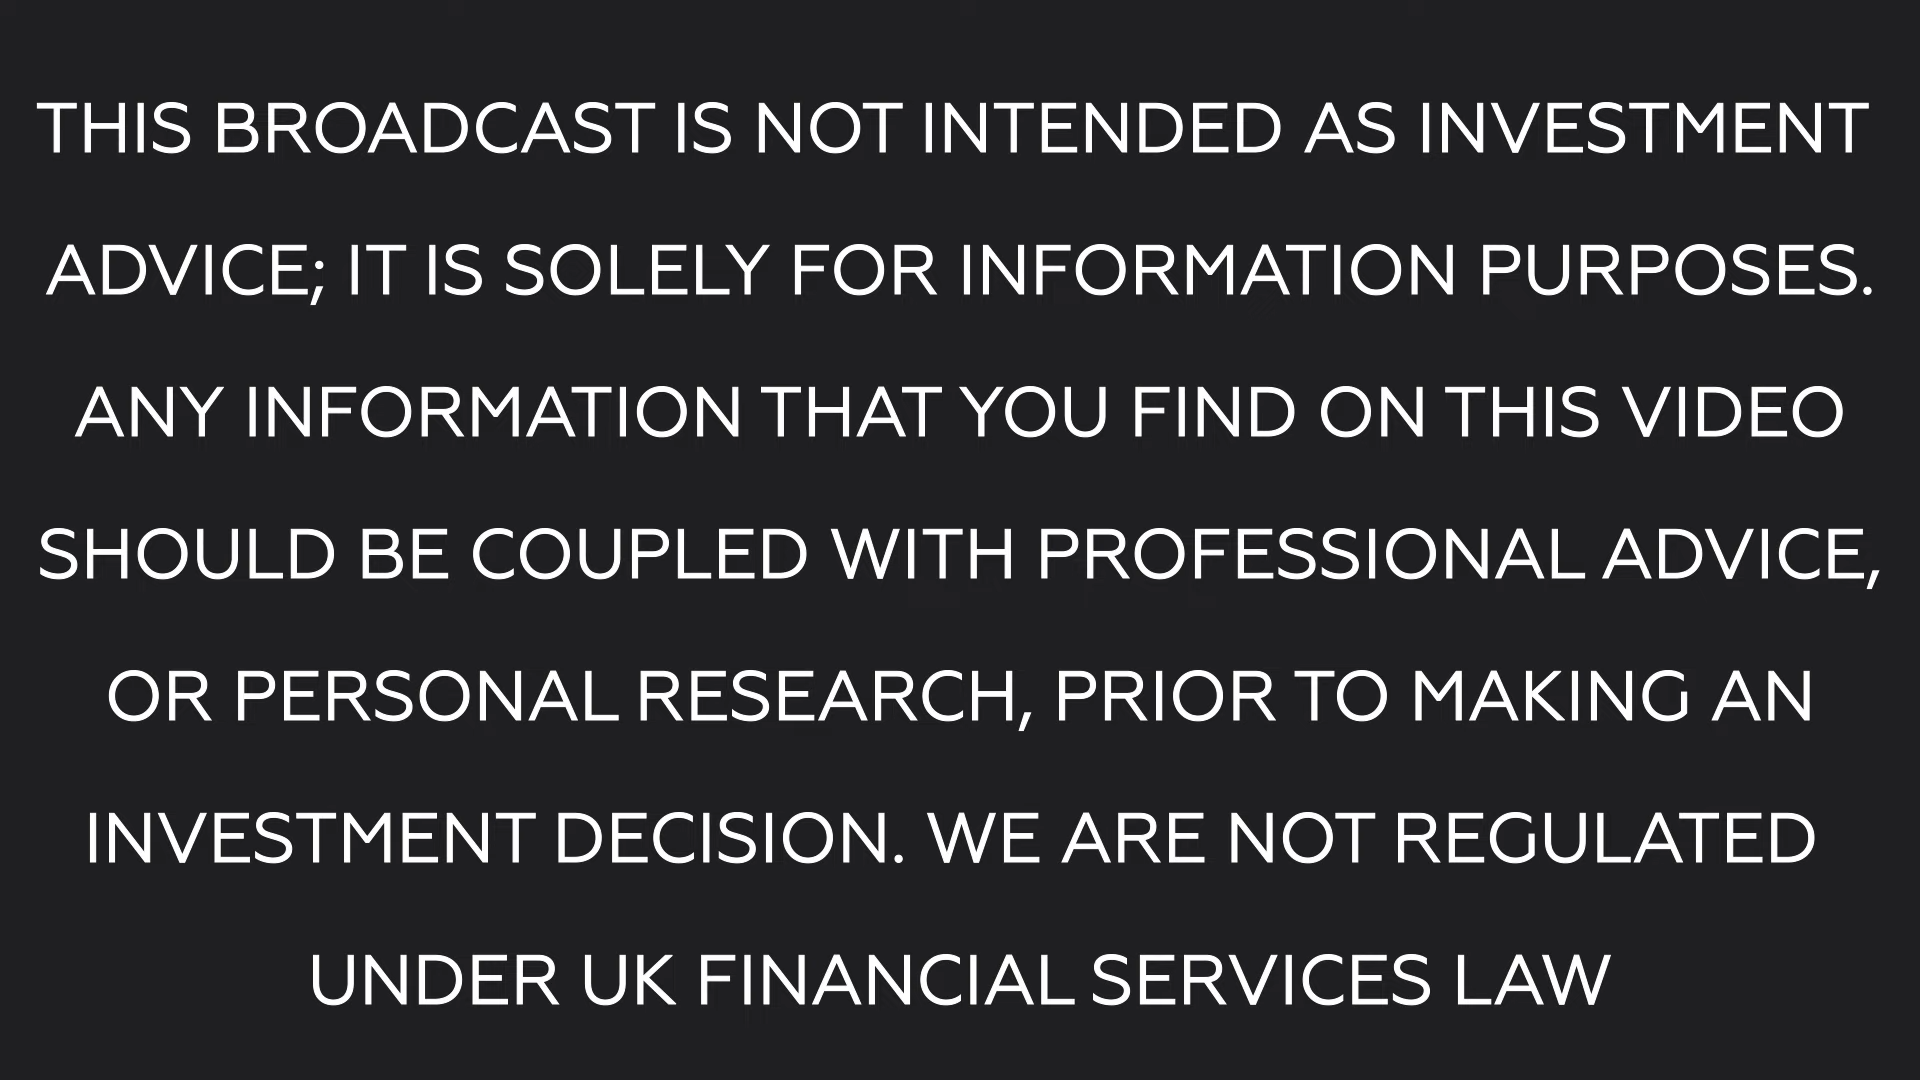 THIS BROADCAST IS NOT INTENDED AS INVESTMENT
ADVICE; IT IS SOLELY FOR INFORMATION PURPOSES.
ANY INFORMATION THAT YOU FIND ON THIS VIDEO
SHOULD BE COUPLED WITH PROFESSIONAL ADVICE,
OR PERSONAL RESEARCH, PRIOR TO MAKING AN
INVESTMENT DECISION. WE ARE NOT REGULATED
UNDER UK FINANCIAL SERVICES LAW